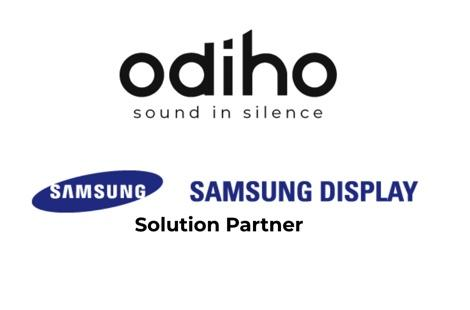 odiho
sound in silence
SAMSUNG SAMSUNG DISPLAY
Solution Partner